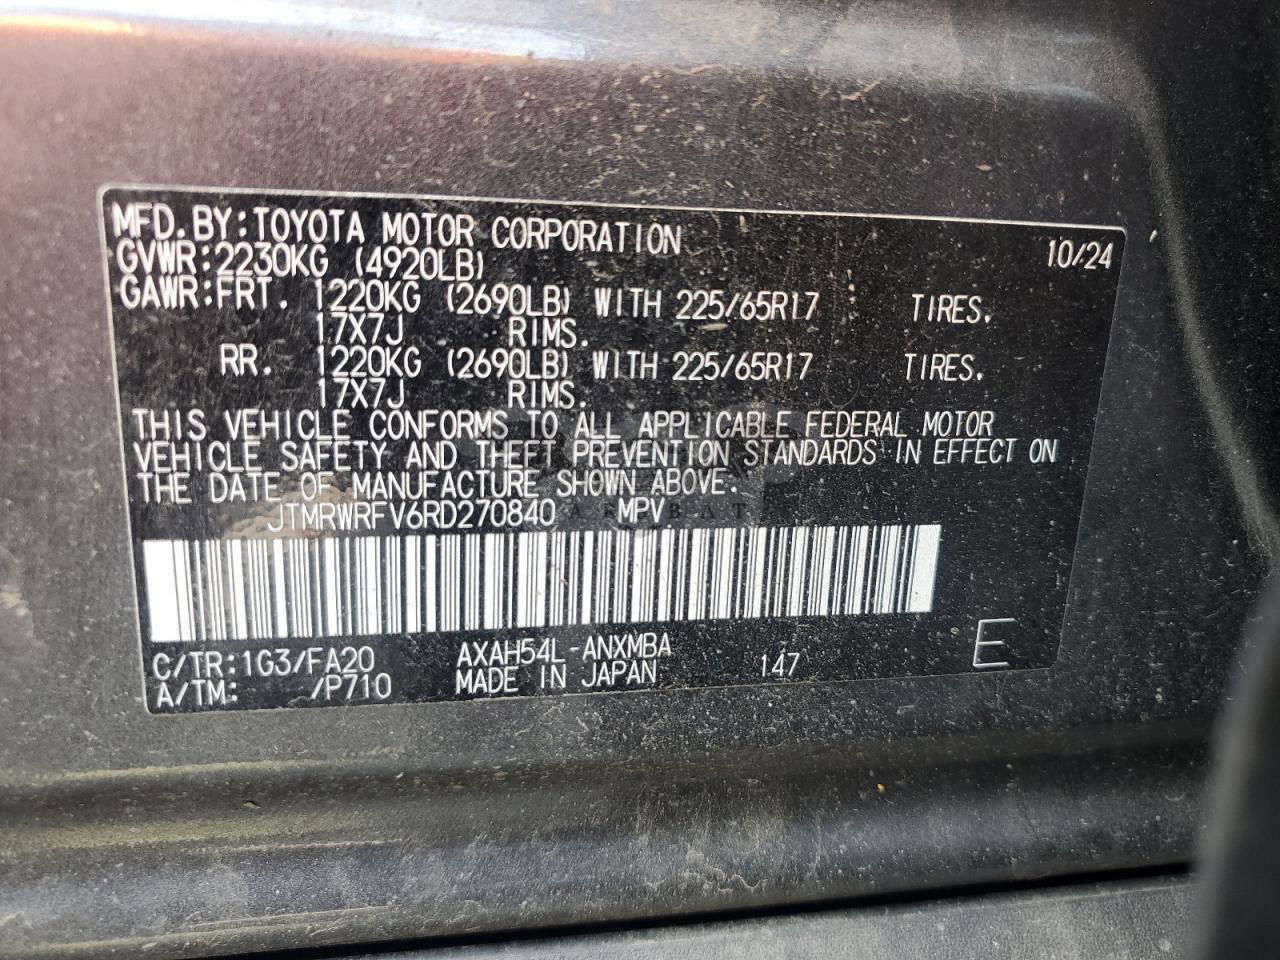 MFD. BY: TOYOTA MOTOR CORPORATION 10/24
GVWR: 2230KG (4920LB)
GAWR: FRT. 1220KG (2690LB) WITH 225/65R17 TIRES.
17X7J RIMS.
RR. 1220KG (2690LB) WITH 225/65R17 TIRES.
17X7J RIMS.
THIS VEHICLE CONFORMS TO ALL APPLICABLE FEDERAL MOTOR
VEHICLE SAFETY AND THEFT PREVENTION STANDARDS IN EFFECT ON
THE DATE OF MANUFACTURE SHOWN ABOVE.
JTMRWRFV6RD270840 MPV
C/TR: 1G3/FA20 AXAH54L-ANXMBA 147 E
A/TM: /P710 MADE IN JAPAN